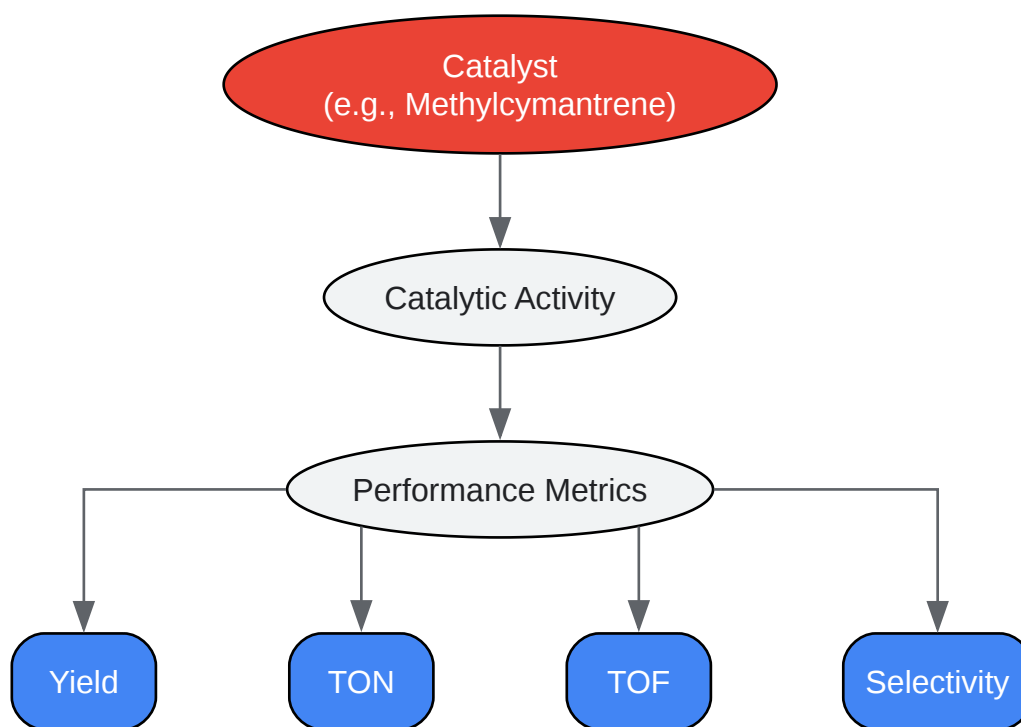 Catalyst
(e.g., Methylcymantrene)
Catalytic Activity
Performance Metrics
Yield
TON
TOF
Selectivity